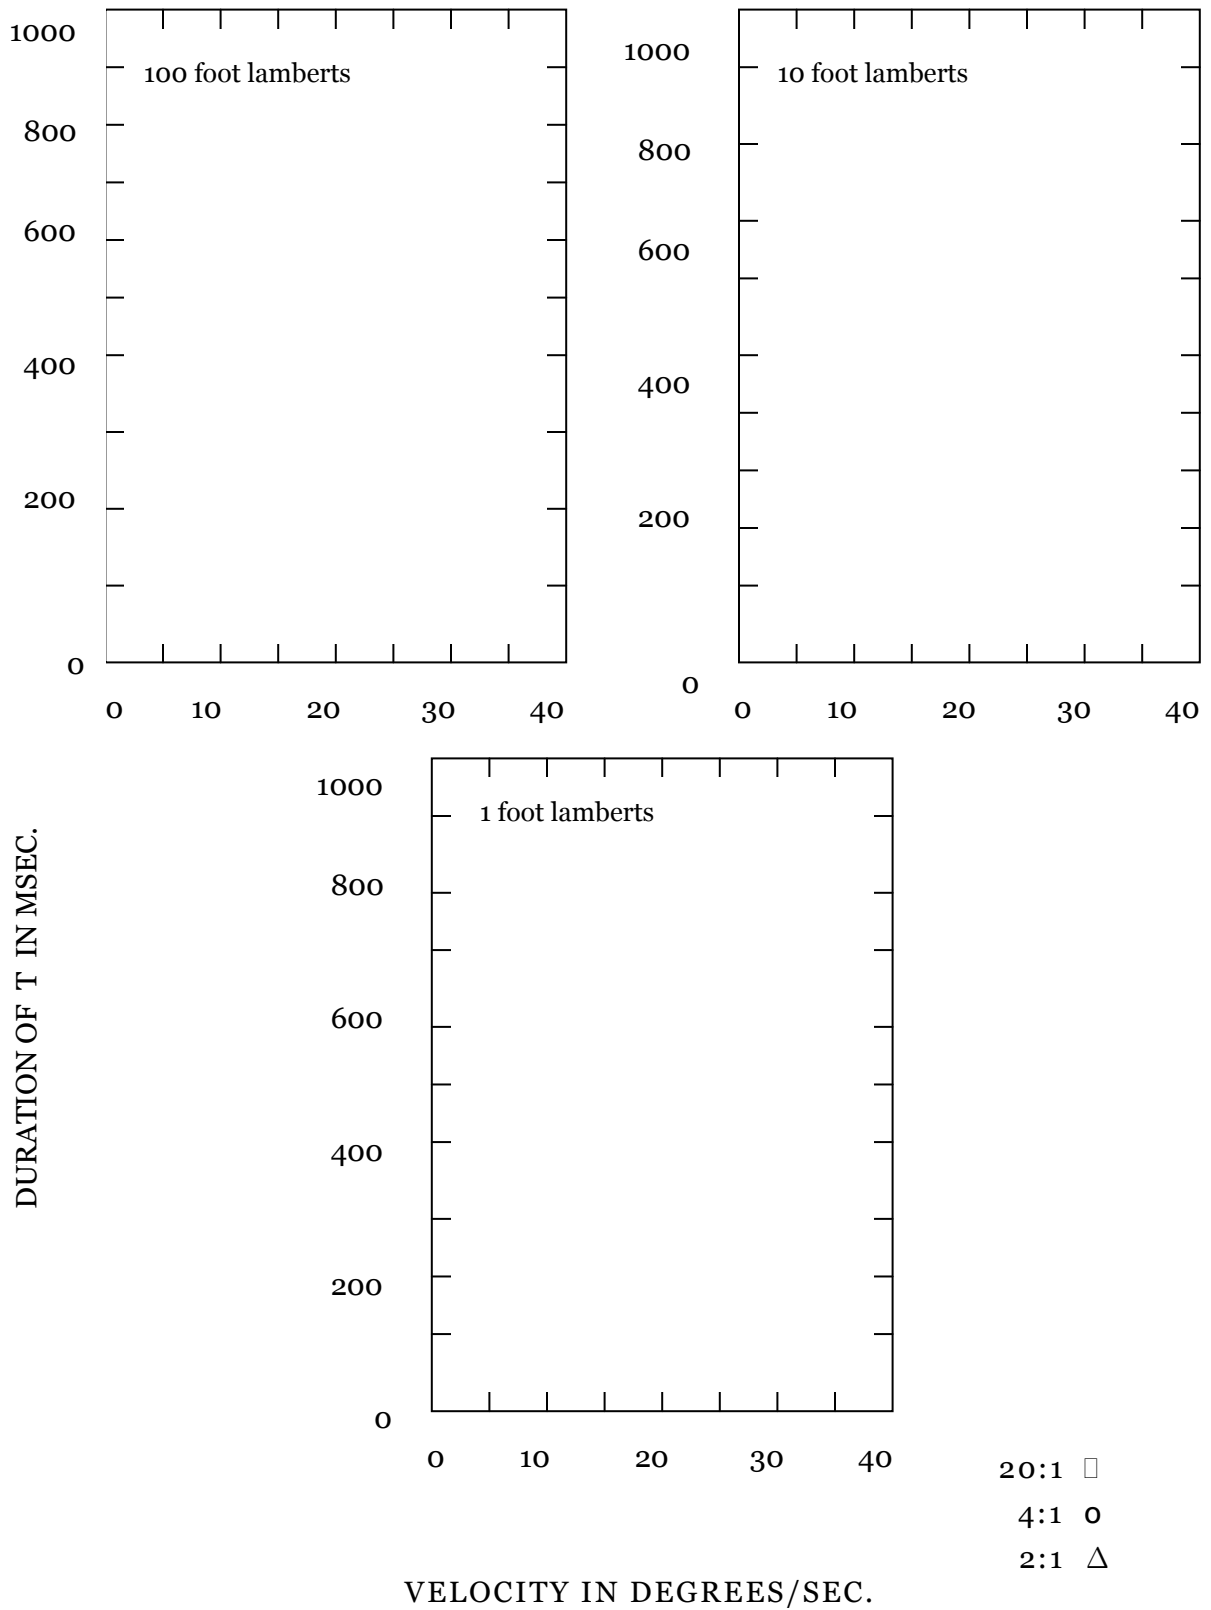 1000
100 foot lamberts
800
600
400
200
0
0 10 20 30 40
1000
10 foot lamberts
800
600
400
200
0
0 10 20 30 40
DURATION OF T IN MSEC.
1000
1 foot lamberts
800
600
400
200
0
0 10 20 30 40
20:1 □
4:1 o
2:1 Δ
VELOCITY IN DEGREES/SEC.